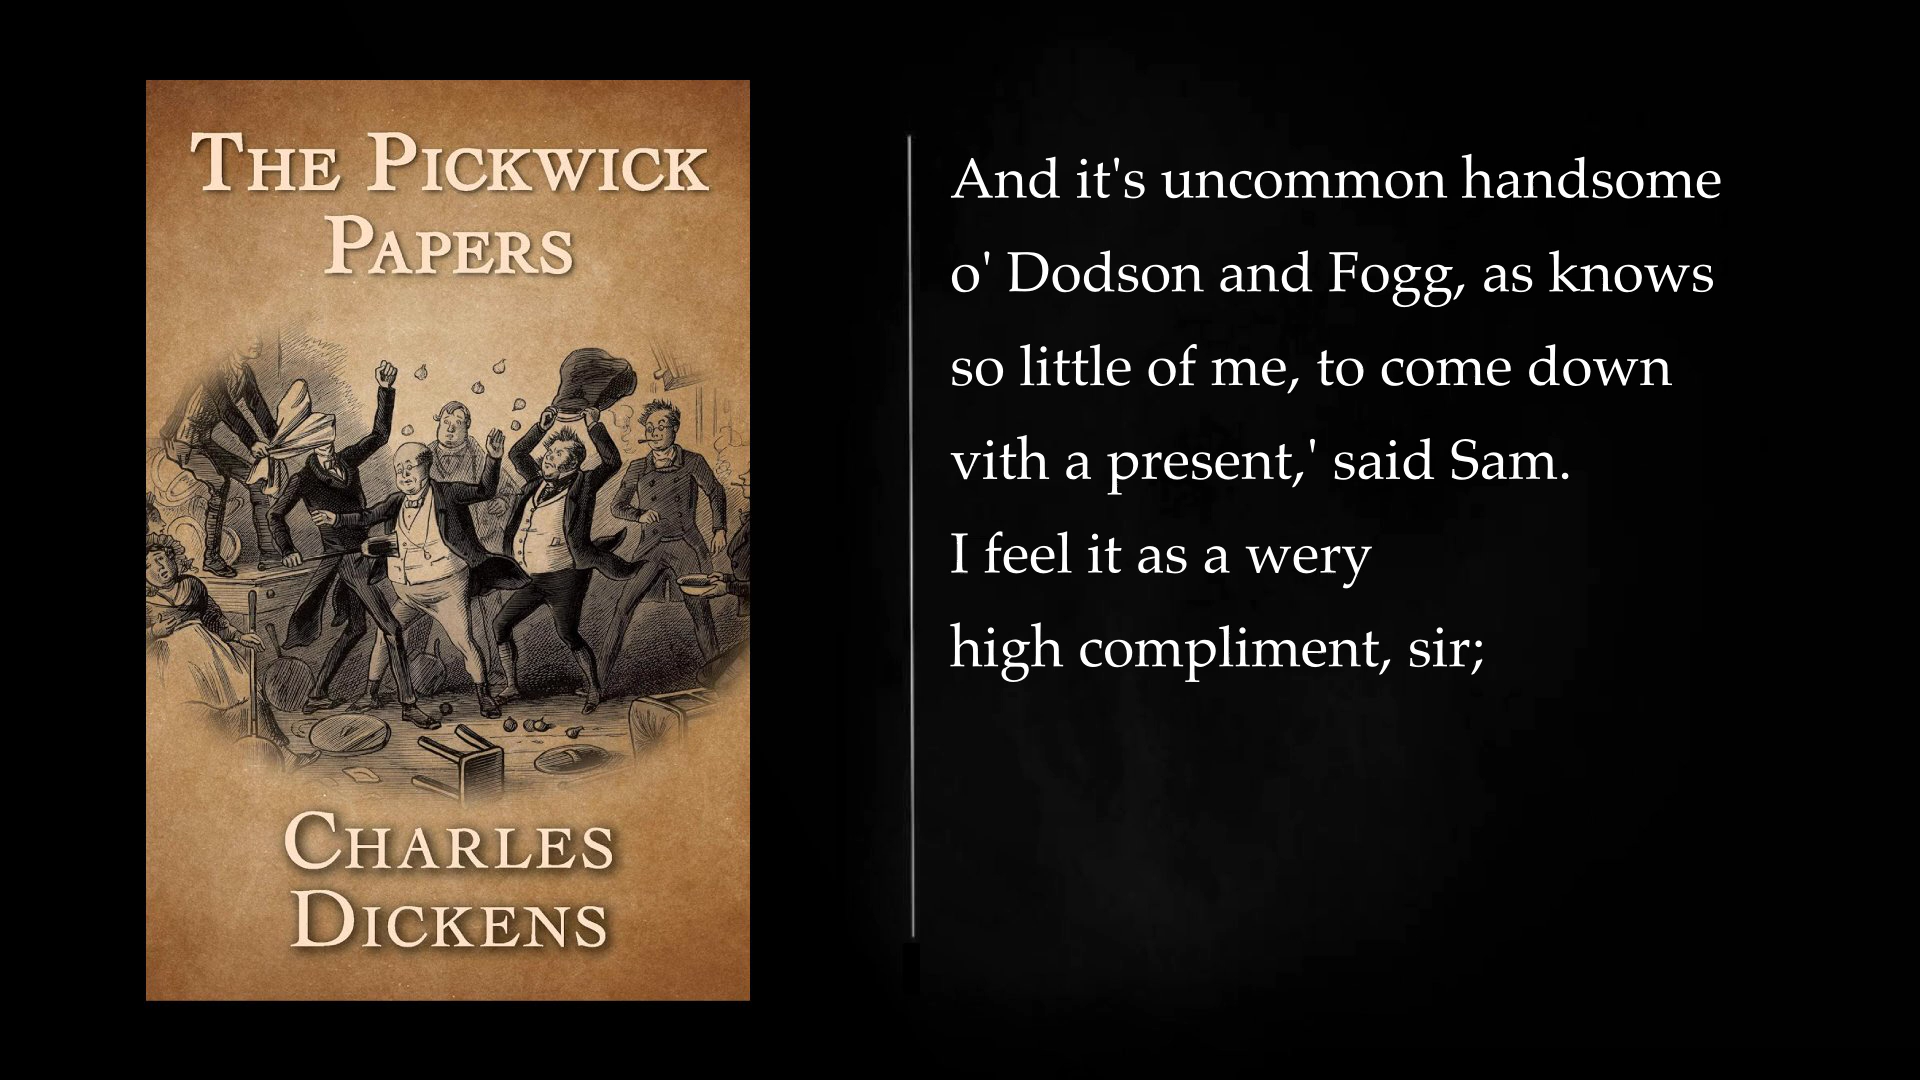 THE PICKWICK
PAPERS
CHARLES
DICKENS
And it's uncommon handsome
o' Dodson and Fogg, as knows
so little of me, to come down
vith a present,' said Sam.
I feel it as a wery
high compliment, sir;